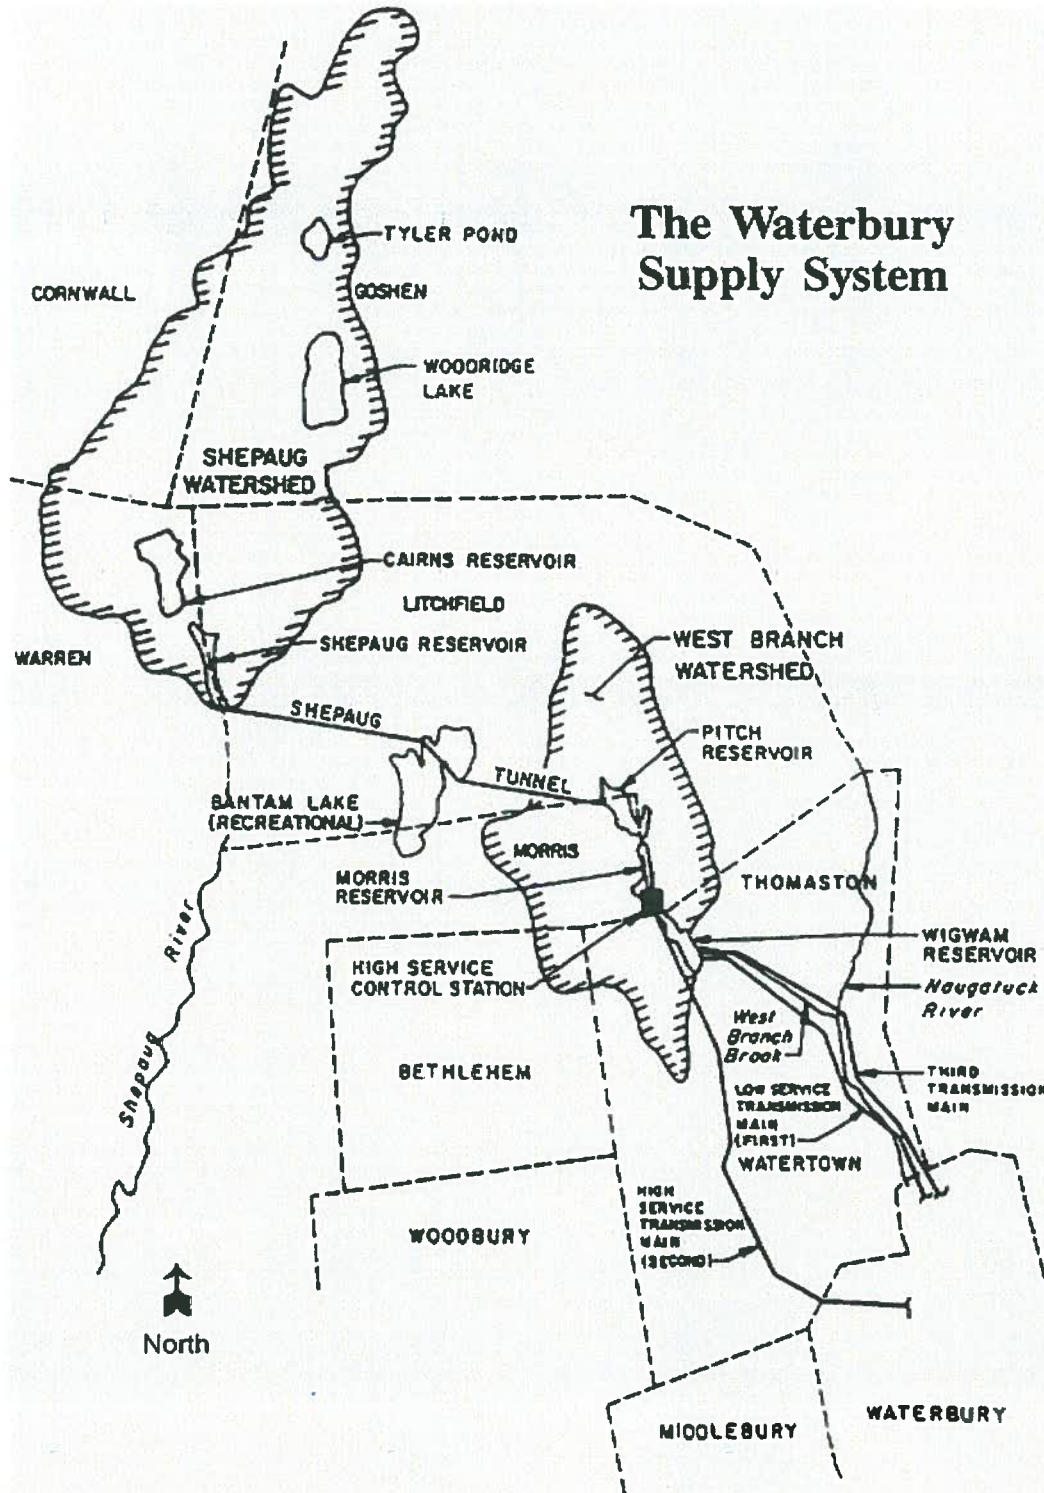 The Waterbury
Supply System
TYLER POND
CORNWALL
GOSHEN
WOODRIDGE
LAKE
SHEPAUG
WATERSHED
CAIRNS RESERVOIR
LITCHFIELD
SHEPAUG RESERVOIR
WARREN
WEST BRANCH
WATERSHED
SHEPAUG
PITCH
RESERVOIR
TUNNEL
BANTAM LAKE
(RECREATIONAL)
MORRIS
MORRIS
RESERVOIR
THOMASTON
WIGWAM
RESERVOIR
HIGH SERVICE
CONTROL STATION
Naugatuck
River
West
Branch
Brook
Shepaug River
BETHLEHEM
THIRD
TRANSMISSION
MAIN
LOW SERVICE
TRANSMISSION
MAIN
(FIRST)
WATERTOWN
HIGH
SERVICE
TRANSMISSION
MAIN
(SECOND)
WOODBURY
North
MIDDLEBURY
WATERBURY